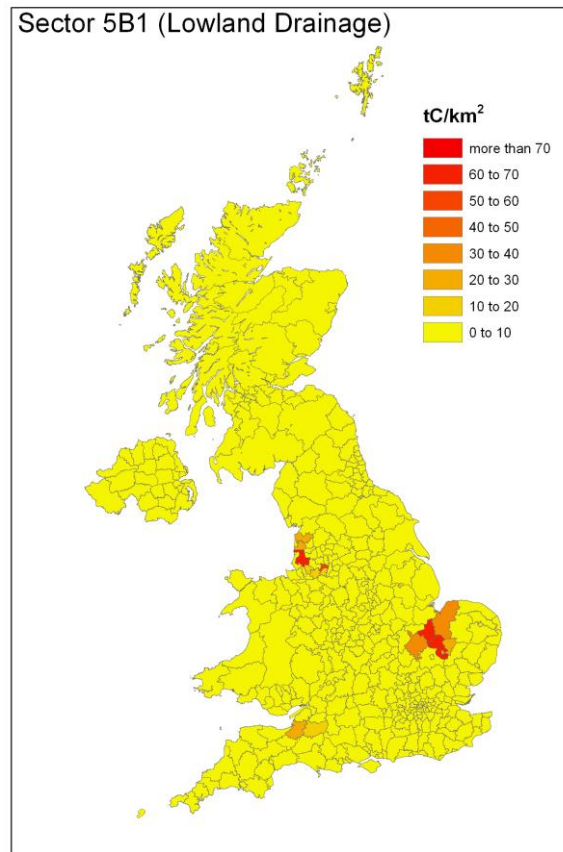 Sector 5B1 (Lowland Drainage)
tC/km²
more than 70
60 to 70
50 to 60
40 to 50
30 to 40
20 to 30
10 to 20
0 to 10